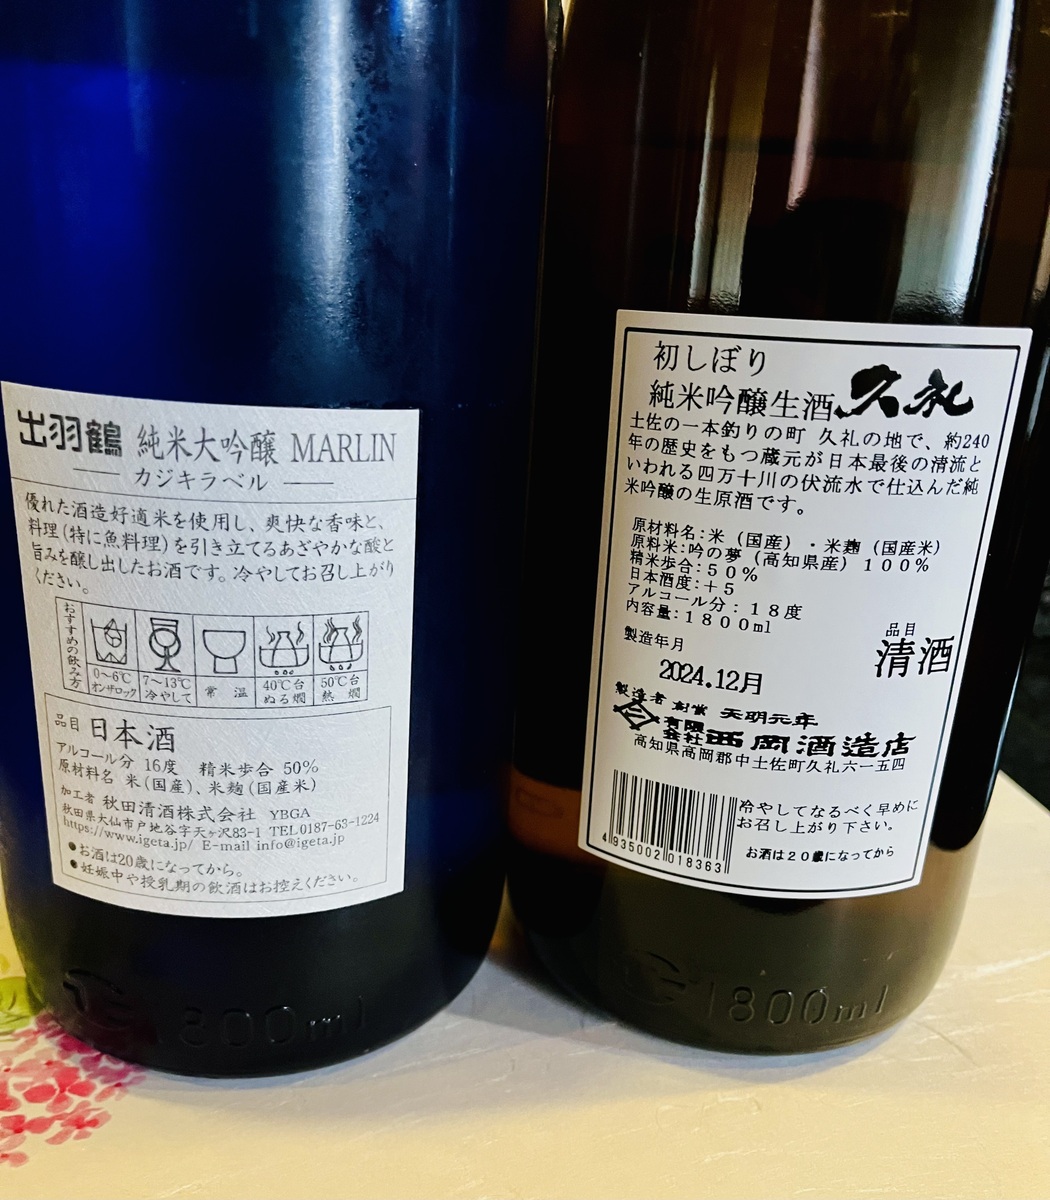 出羽鶴 純米大吟醸 MARLIN
カジキラベル
優れた酒造好適米を使用し、爽快な香味と、
料理(特に魚料理)を引き立てるあざやかな酸と
旨みを醸し出したお酒です。冷やしてお召し上がり
ください。
おすすめの飲み方
0〜6℃ オンザロック
7〜13℃ 冷やして
常 温
40℃台 ぬる燗
50℃台 熱 燗
品目 日本酒
アルコール分 16度 精米歩合 50%
原材料名 米(国産)、米麹(国産米)
加工者 秋田清酒株式会社 YBGA
秋田県大仙市戸地谷字天ヶ沢83-1 TEL0187-63-1224
https://www.igeta.jp/ E-mail info@igeta.jp
●お酒は20歳になってから。
●妊娠中や授乳期の飲酒はお控えください。
1800ml
初しぼり
純米吟醸生酒 久礼
土佐の一本釣りの町 久礼の地で、約240
年の歴史をもつ蔵元が日本最後の清流と
いわれる四万十川の伏流水で仕込んだ純
米吟醸の生原酒です。
原材料名:米(国産)・米麹(国産米)
原料米:吟の夢(高知県産)100%
精米歩合:50%
日本酒度:+5
アルコール分:18度
内容量:1800ml
品目
清酒
製造年月
2024.12月
製造者 創業 天明元年
有限会社 西岡酒造店
高知県高岡郡中土佐町久礼六一五四
4935002018363
冷やしてなるべく早めに
お召し上がり下さい。
お酒は20歳になってから
1800ml